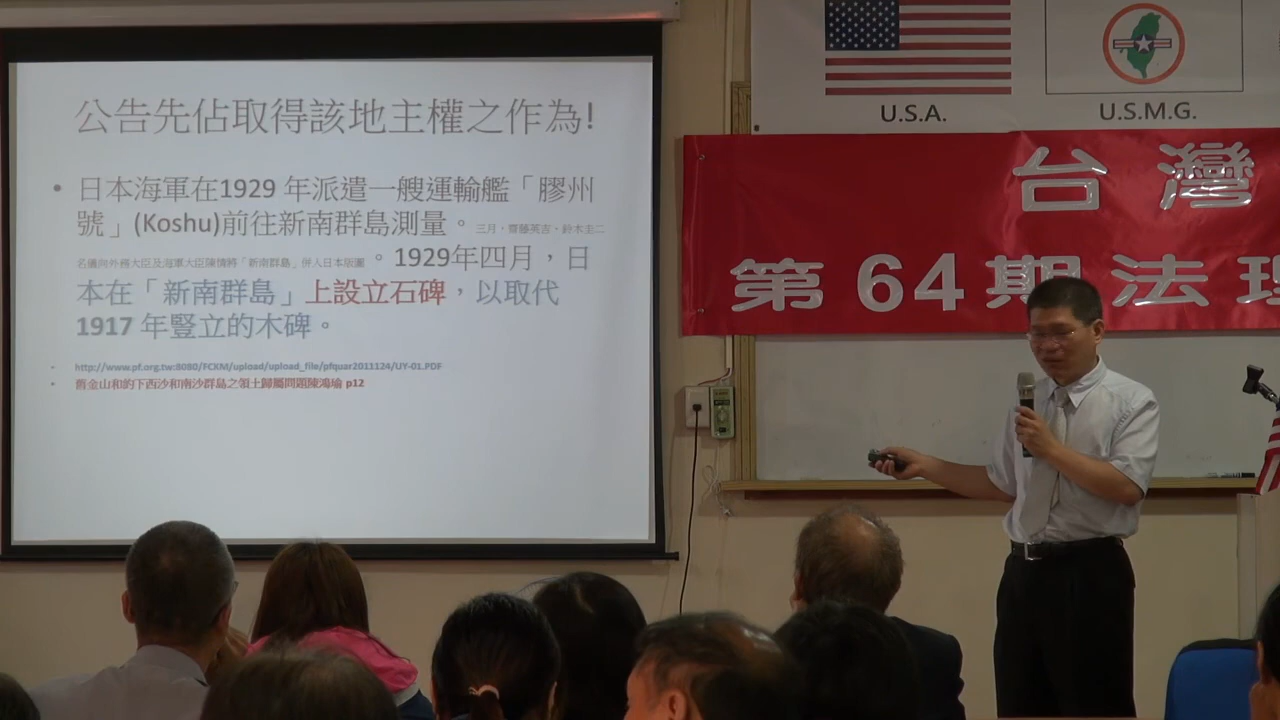 公告先佔取得該地主權之作為!
• 日本海軍在1929 年派遣一艘運輸艦「膠州
號」(Koshu)前往新南群島測量。三月，齋藤英吉、鈴木圭二
名儀向外務大臣及海軍大臣陳情將「新南群島」併入日本版圖。1929年四月，日
本在「新南群島」上設立石碑，以取代
1917 年豎立的木碑。
• http://www.pf.org.tw:8080/FCKM/upload/upload_file/pfquar2013124/UY-01.PDF
• 舊金山和約下西沙和南沙群島之領土歸屬問題陳鴻瑜 p12
U.S.A.
U.S.M.G.
台灣
第64期法理